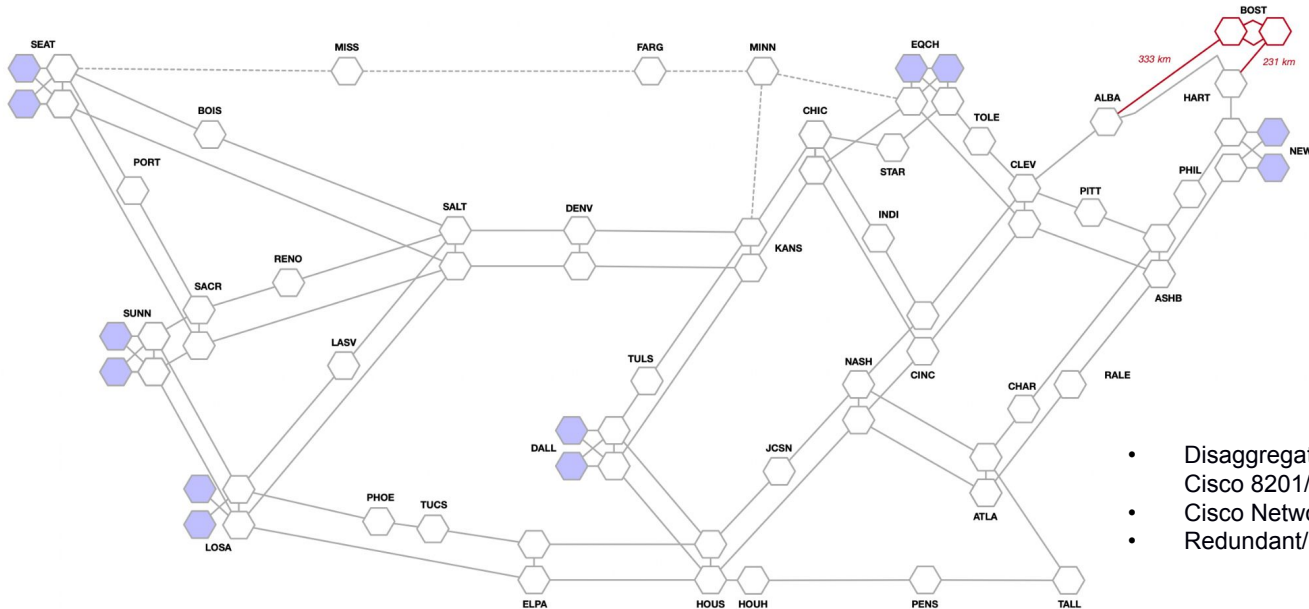 BOST
SEAT
MISS
FARG
MINN
EQCH
333 km
231 km
ALBA
HART
BOIS
CHIC
TOLE
NEW
PORT
STAR
CLEV
PHIL
PITT
SALT
DENV
INDI
KANS
RENO
SACR
ASHB
SUNN
LASV
TULS
NASH
CINC
CHAR
RALE
DALL
JCSN
• Disaggregat
Cisco 8201/
• Cisco Netwo
• Redundant/
PHOE
TUCS
ATLA
LOSA
ELPA
HOUS
HOUH
PENS
TALL